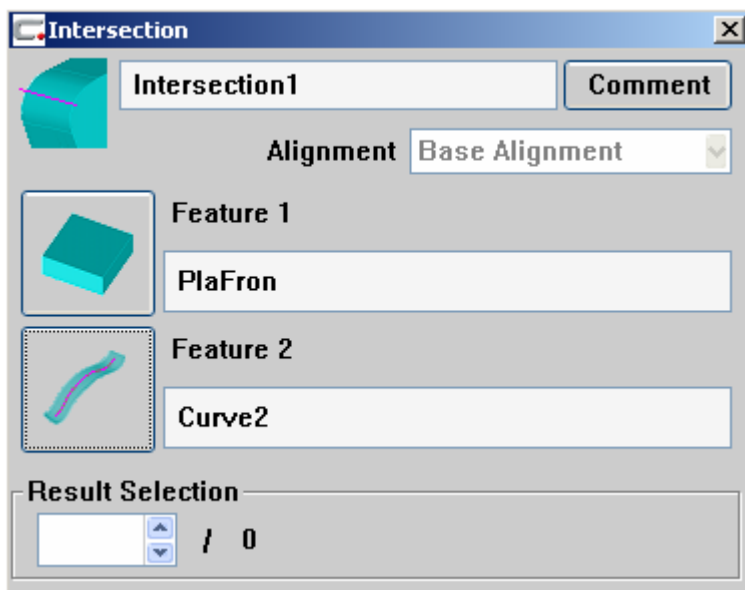 Intersection
Intersection1 Comment
Alignment Base Alignment
Feature 1
PlaFron
Feature 2
Curve2
Result Selection
/ 0